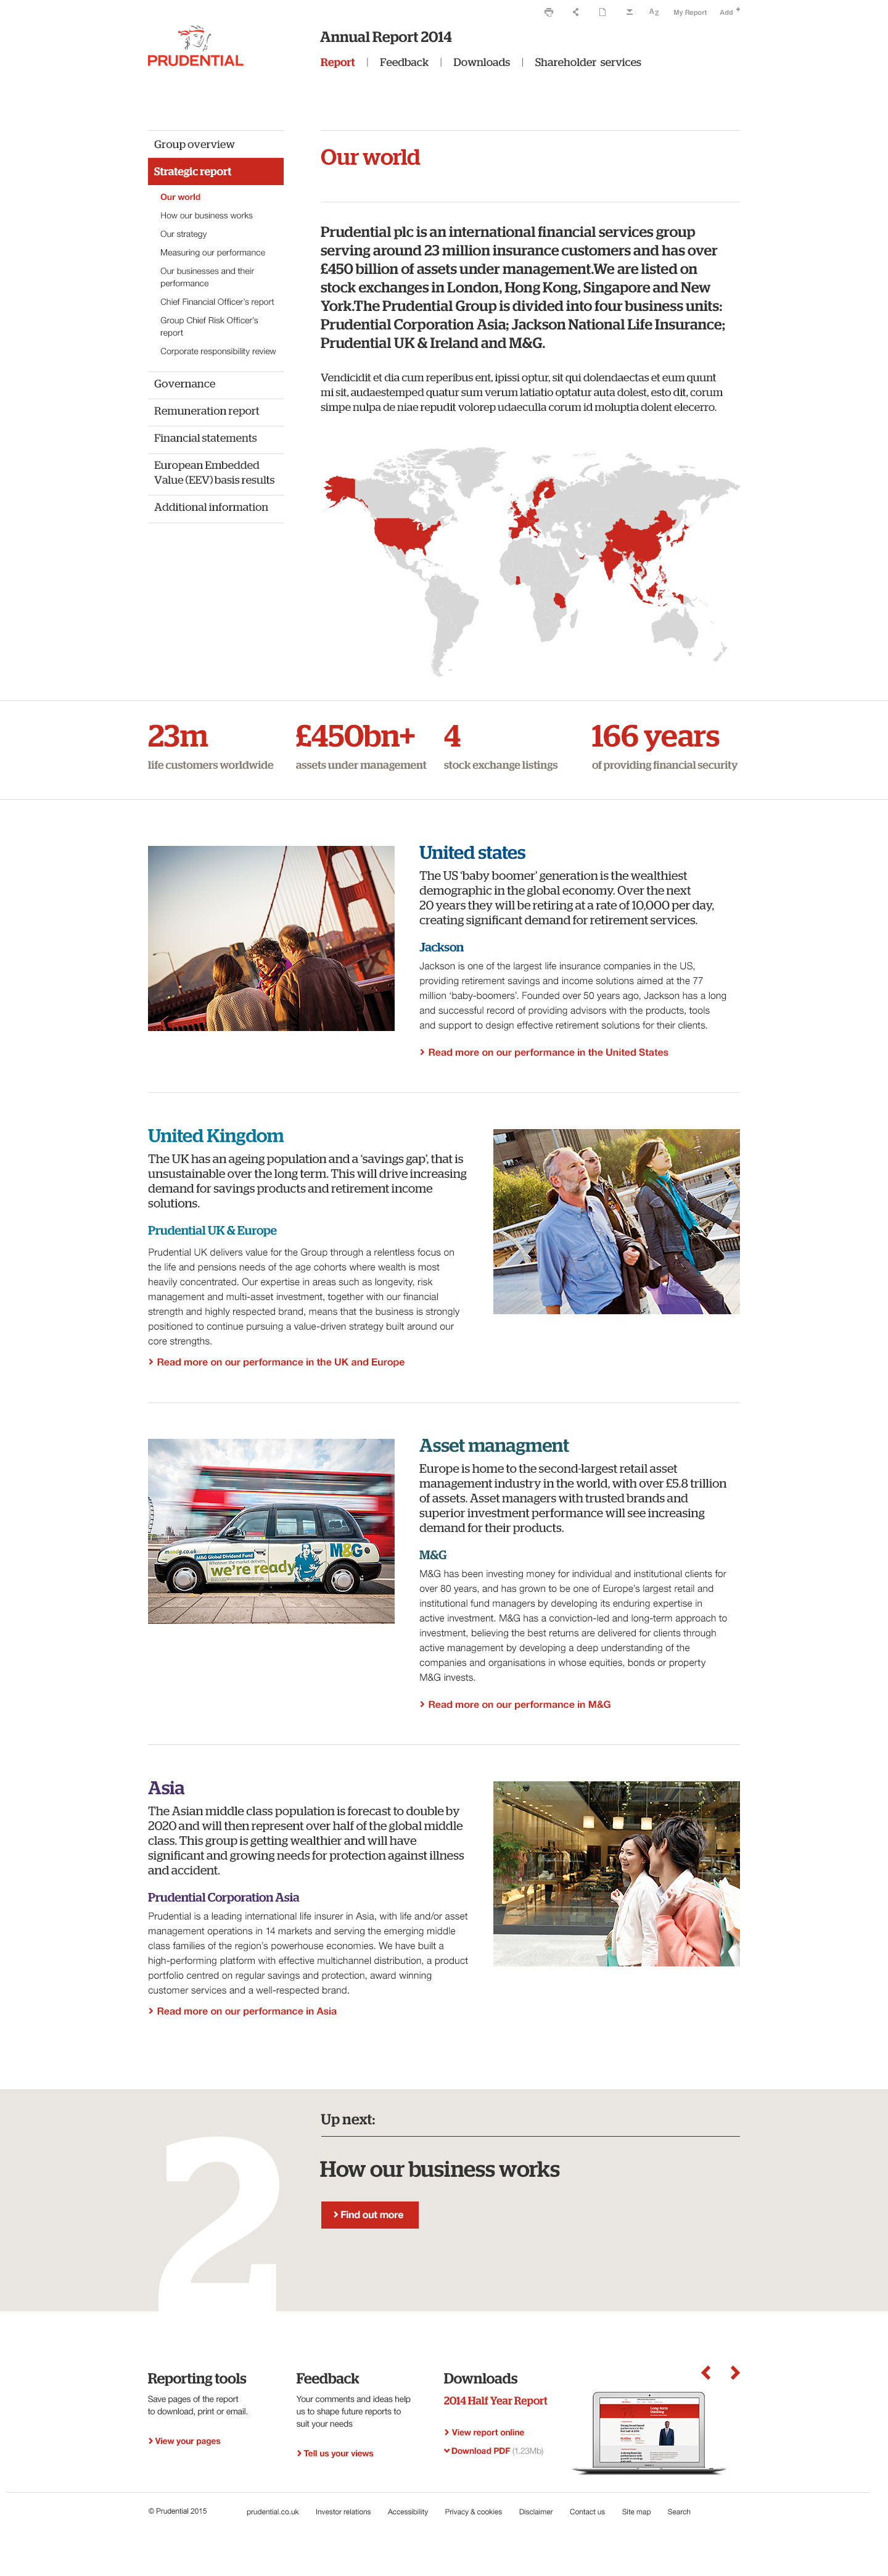 My Report
Add +
PRUDENTIAL
Annual Report 2014
Report | Feedback | Downloads | Shareholder services
Group overview
Strategic report
Our world
How our business works
Our strategy
Measuring our performance
Our businesses and their
performance
Chief Financial Officer's report
Group Chief Risk Officer's
report
Corporate responsibility review
Governance
Remuneration report
Financial statements
European Embedded
Value (EEV) basis results
Additional information
Our world
Prudential plc is an international financial services group
serving around 23 million insurance customers and has over
£450 billion of assets under management.We are listed on
stock exchanges in London, Hong Kong, Singapore and New
York.The Prudential Group is divided into four business units:
Prudential Corporation Asia; Jackson National Life Insurance;
Prudential UK & Ireland and M&G.
Vendicidit et dia cum reperibus ent, ipissi optur, sit qui dolendaectas et eum quunt
mi sit, audaestemped quatur sum verum latiatio optatur auta dolest, esto dit, corum
simpe nulpa de niae repudit volorep udaeculla corum id moluptia dolent elecerro.
23m
life customers worldwide
£450bn+
assets under management
4
stock exchange listings
166 years
of providing financial security
United states
The US 'baby boomer' generation is the wealthiest
demographic in the global economy. Over the next
20 years they will be retiring at a rate of 10,000 per day,
creating significant demand for retirement services.
Jackson
Jackson is one of the largest life insurance companies in the US,
providing retirement savings and income solutions aimed at the 77
million 'baby-boomers'. Founded over 50 years ago, Jackson has a long
and successful record of providing advisors with the products, tools
and support to design effective retirement solutions for their clients.
Read more on our performance in the United States
United Kingdom
The UK has an ageing population and a 'savings gap', that is
unsustainable over the long term. This will drive increasing
demand for savings products and retirement income
solutions.
Prudential UK & Europe
Prudential UK delivers value for the Group through a relentless focus on
the life and pensions needs of the age cohorts where wealth is most
heavily concentrated. Our expertise in areas such as longevity, risk
management and multi-asset investment, together with our financial
strength and highly respected brand, means that the business is strongly
positioned to continue pursuing a value-driven strategy built around our
core strengths.
Read more on our performance in the UK and Europe
M&G Global Dividend Fund
we're ready
M&G
Asset managment
Europe is home to the second-largest retail asset
management industry in the world, with over £5.8 trillion
of assets. Asset managers with trusted brands and
superior investment performance will see increasing
demand for their products.
M&G
M&G has been investing money for individual and institutional clients for
over 80 years, and has grown to be one of Europe's largest retail and
institutional fund managers by developing its enduring expertise in
active investment. M&G has a conviction-led and long-term approach to
investment, believing the best returns are delivered for clients through
active management by developing a deep understanding of the
companies and organisations in whose equities, bonds or property
M&G invests.
Read more on our performance in M&G
Asia
The Asian middle class population is forecast to double by
2020 and will then represent over half of the global middle
class. This group is getting wealthier and will have
significant and growing needs for protection against illness
and accident.
Prudential Corporation Asia
Prudential is a leading international life insurer in Asia, with life and/or asset
management operations in 14 markets and serving the emerging middle
class families of the region's powerhouse economies. We have built a
high-performing platform with effective multichannel distribution, a product
portfolio centred on regular savings and protection, award winning
customer services and a well-respected brand.
Read more on our performance in Asia
2
Up next:
How our business works
Find out more
Reporting tools
Save pages of the report
to download, print or email.
View your pages
Feedback
Your comments and ideas help
us to shape future reports to
suit your needs
Tell us your views
Downloads
2014 Half Year Report
View report online
Download PDF (1.23Mb)
© Prudential 2015
prudential.co.uk
Investor relations
Accessibility
Privacy & cookies
Disclaimer
Contact us
Site map
Search